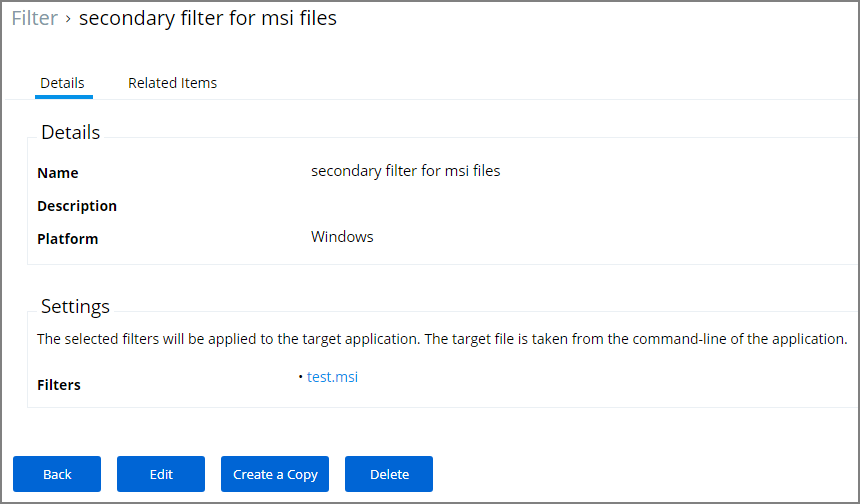 Filter › secondary filter for msi files
Details Related Items
Details
Name secondary filter for msi files
Description
Platform Windows
Settings
The selected filters will be applied to the target application. The target file is taken from the command-line of the application.
Filters • test.msi
Back Edit Create a Copy Delete